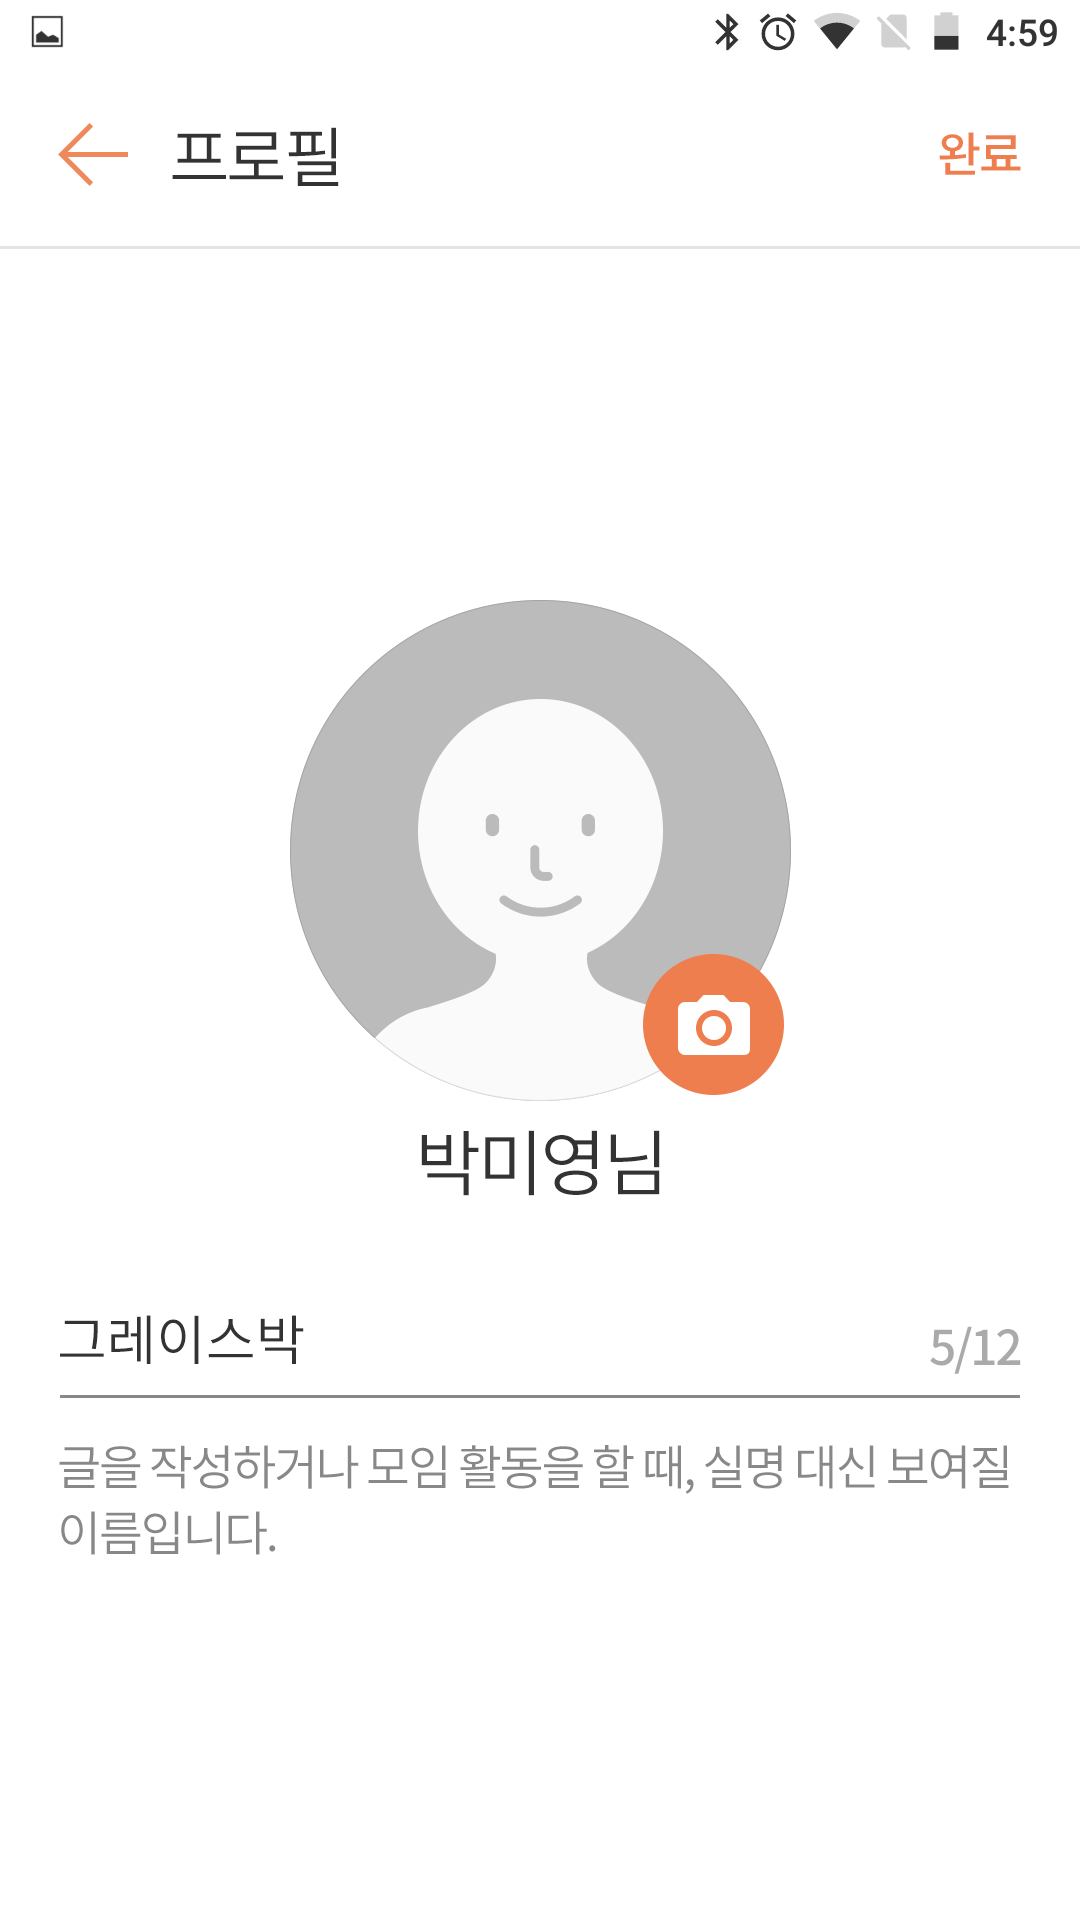 4:59
프로필
완료
박미영님
그레이스박
5/12
글을 작성하거나 모임 활동을 할 때, 실명 대신 보여질
이름입니다.